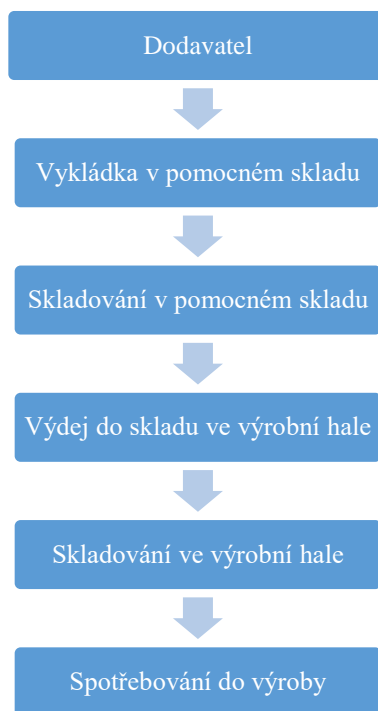 Dodavatel
Vykládka v pomocném skladu
Skladování v pomocném skladu
Výdej do skladu ve výrobní hale
Skladování ve výrobní hale
Spotřebování do výroby